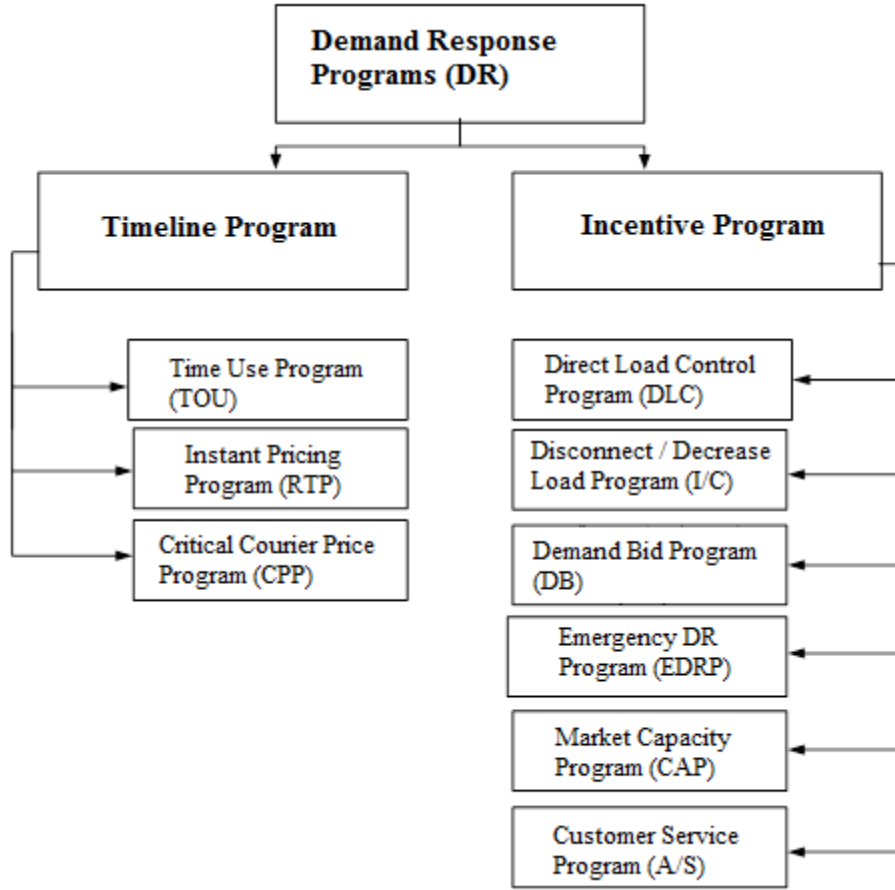 Demand Response
Programs (DR)
Timeline Program
Incentive Program
Time Use Program
(TOU)
Instant Pricing
Program (RTP)
Critical Courier Price
Program (CPP)
Direct Load Control
Program (DLC)
Disconnect / Decrease
Load Program (I/C)
Demand Bid Program
(DB)
Emergency DR
Program (EDRP)
Market Capacity
Program (CAP)
Customer Service
Program (A/S)